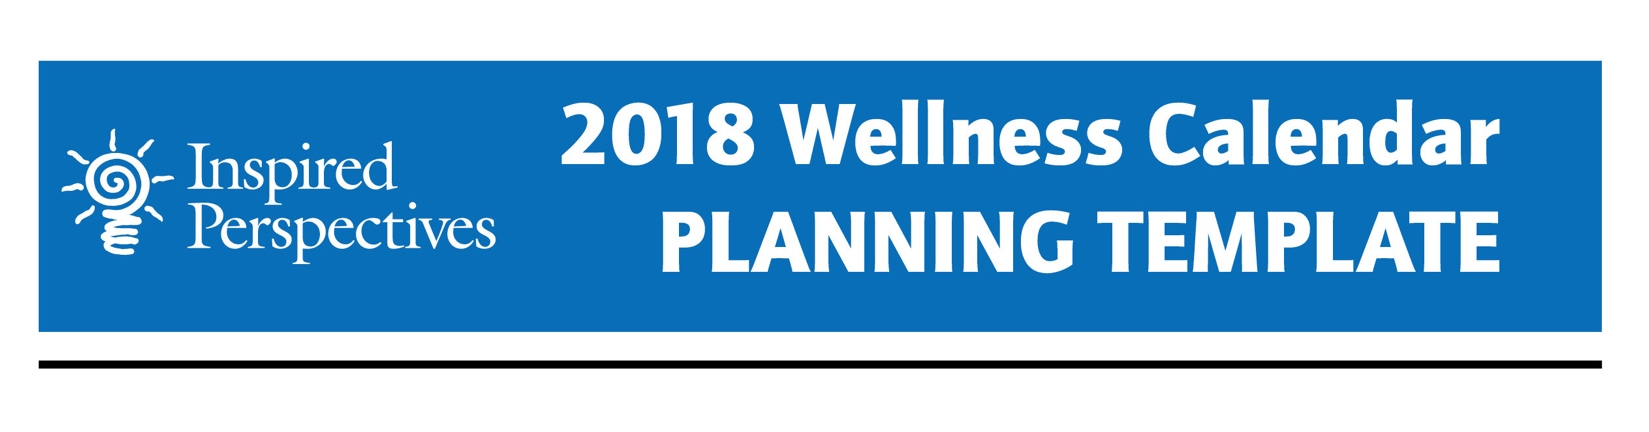 Inspired
Perspectives
2018 Wellness Calendar
PLANNING TEMPLATE